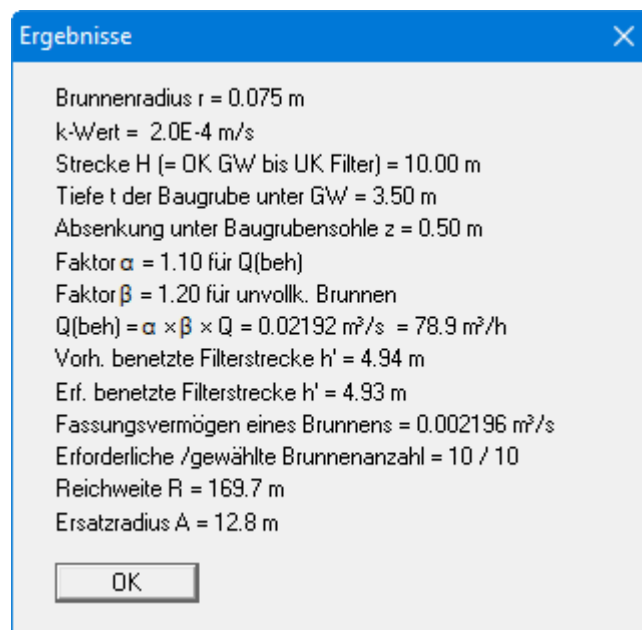 Ergebnisse
Brunnenradius r = 0.075 m
k-Wert = 2.0E-4 m/s
Strecke H (= OK GW bis UK Filter) = 10.00 m
Tiefe t der Baugrube unter GW = 3.50 m
Absenkung unter Baugrubensohle z = 0.50 m
Faktor α = 1.10 für Q(beh)
Faktor β = 1.20 für unvollk. Brunnen
Q(beh) = α × β × Q = 0.02192 m³/s = 78.9 m³/h
Vorh. benetzte Filterstrecke h' = 4.94 m
Erf. benetzte Filterstrecke h' = 4.93 m
Fassungsvermögen eines Brunnens = 0.002196 m³/s
Erforderliche /gewählte Brunnenanzahl = 10 / 10
Reichweite R = 169.7 m
Ersatzradius A = 12.8 m
OK